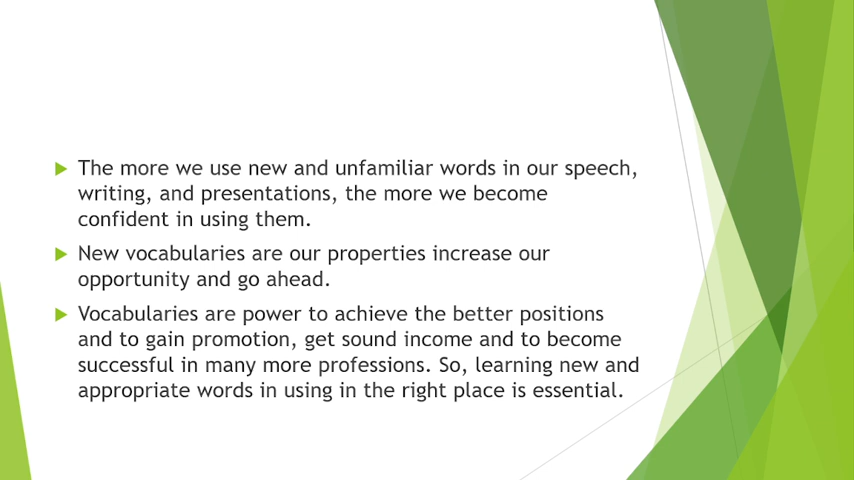 The more we use new and unfamiliar words in our speech,
writing, and presentations, the more we become
confident in using them.
New vocabularies are our properties increase our
opportunity and go ahead.
Vocabularies are power to achieve the better positions
and to gain promotion, get sound income and to become
successful in many more professions. So, learning new and
appropriate words in using in the right place is essential.